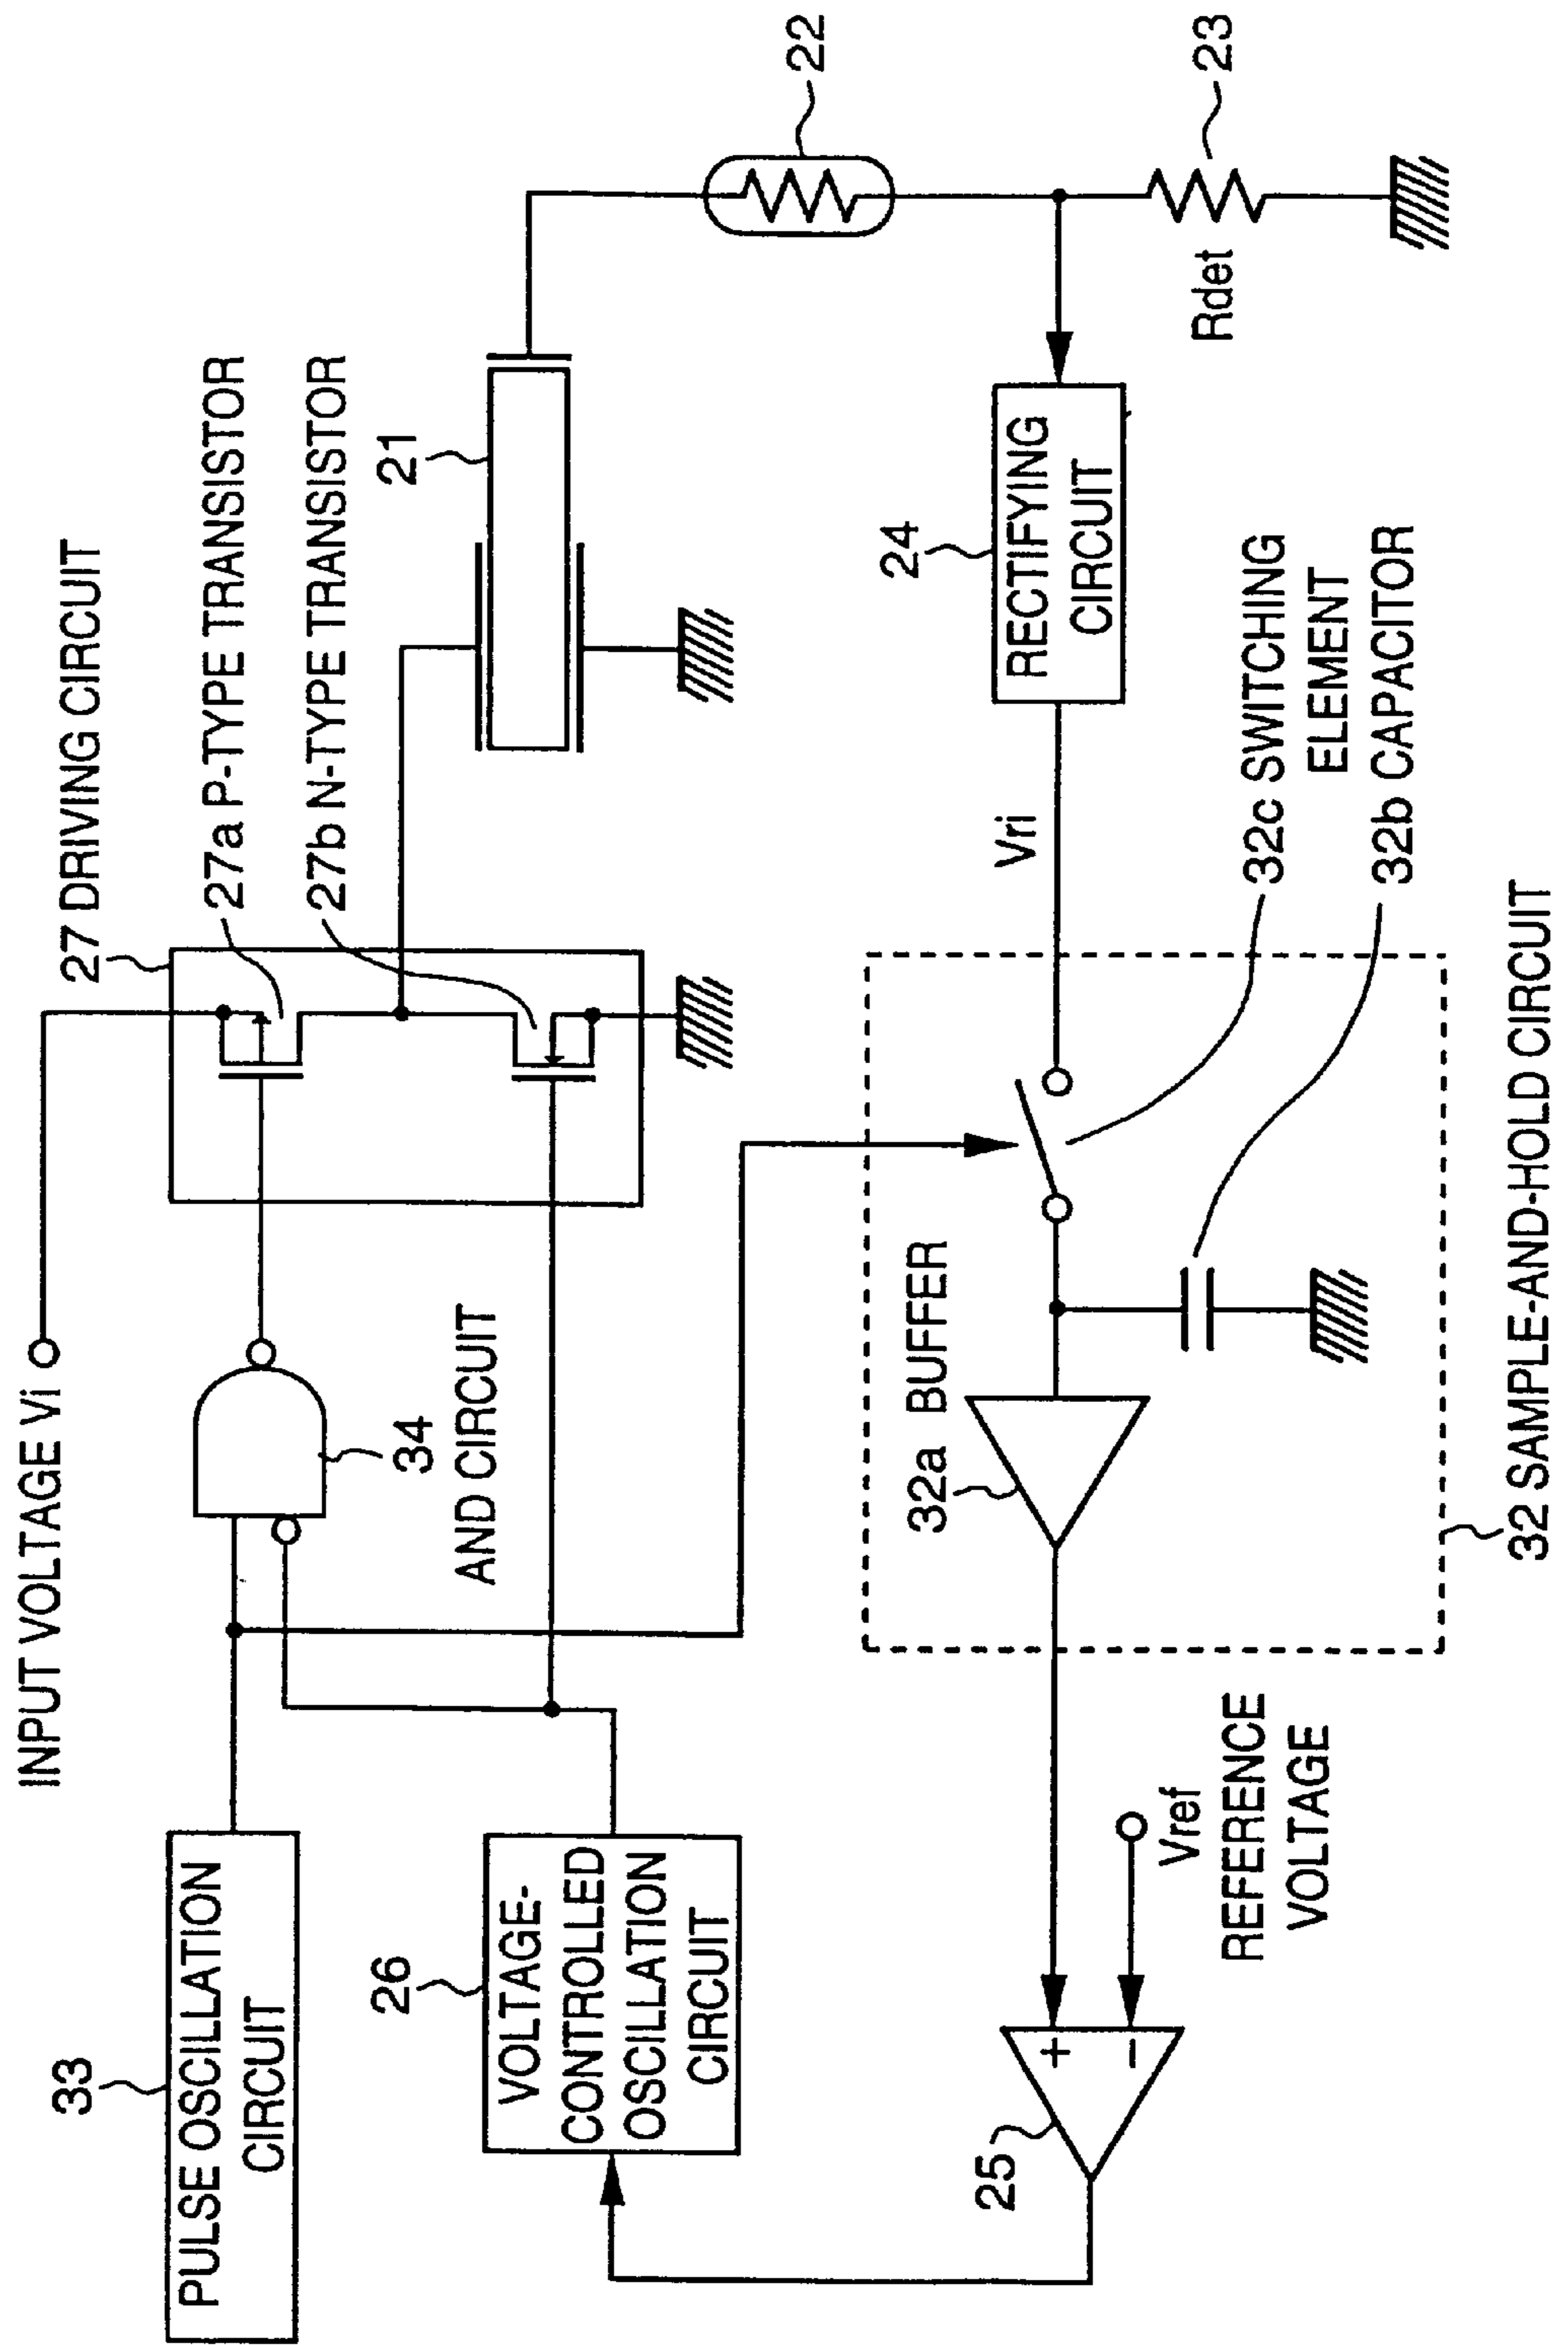 INPUT VOLTAGE Vi
27 DRIVING CIRCUIT
27a P-TYPE TRANSISTOR
27b N-TYPE TRANSISTOR
33
PULSE OSCILLATION
CIRCUIT
34
AND CIRCUIT
21
22
26
VOLTAGE-
CONTROLLED
OSCILLATION
CIRCUIT
24
RECTIFYING
CIRCUIT
Rdet
23
Vri
32a BUFFER
32c SWITCHING
ELEMENT
32b CAPACITOR
32 SAMPLE-AND-HOLD CIRCUIT
25
+
−
Vref
REFERENCE
VOLTAGE